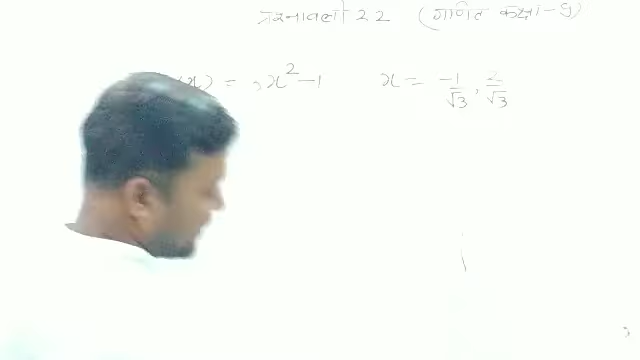 प्रश्नावली 2.2 (गणित कक्षा-9)
(x) = x²-1 x = -1/√3, 2/√3